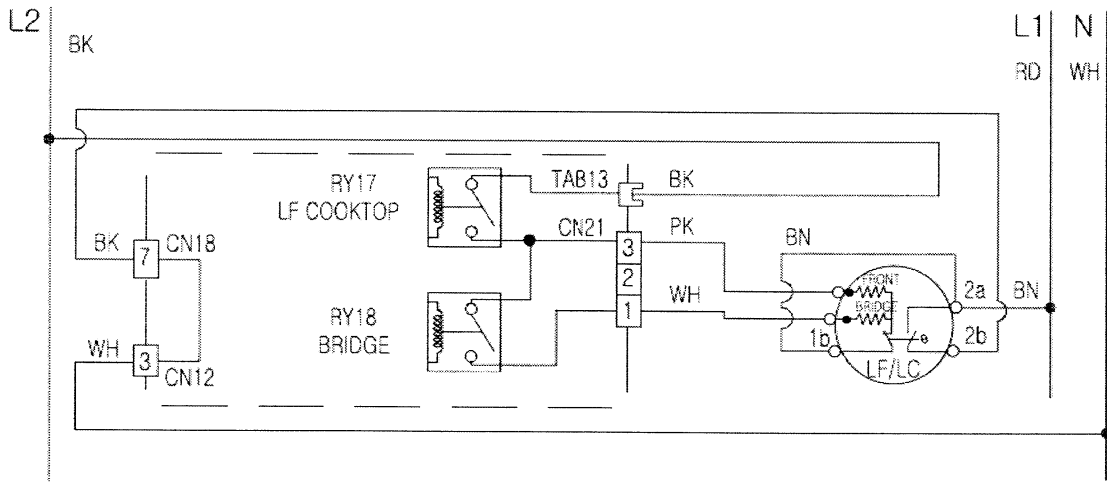 L2
L1 N
BK
RD WH
RY17
LF COOKTOP
TAB13
BK
CN21
PK
3
2
1
BK
7
CN18
BN
FRONT
BRIDGE
2a
BN
WH
RY18
BRIDGE
1b
θ
2b
LF/LC
WH
3
CN12